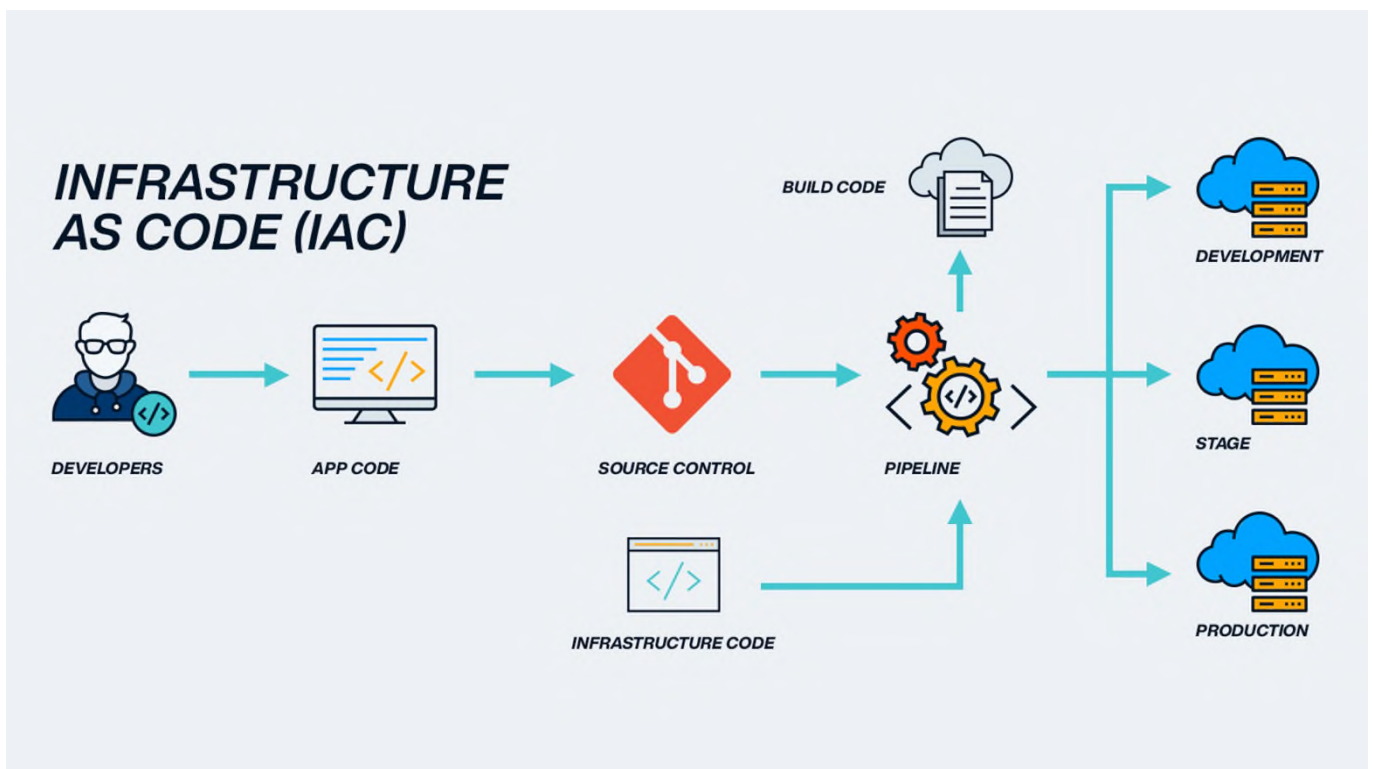 INFRASTRUCTURE
AS CODE (IAC)
BUILD CODE
DEVELOPMENT
DEVELOPERS
</>
APP CODE
</>
SOURCE CONTROL
PIPELINE
< </> >
STAGE
</>
INFRASTRUCTURE CODE
PRODUCTION